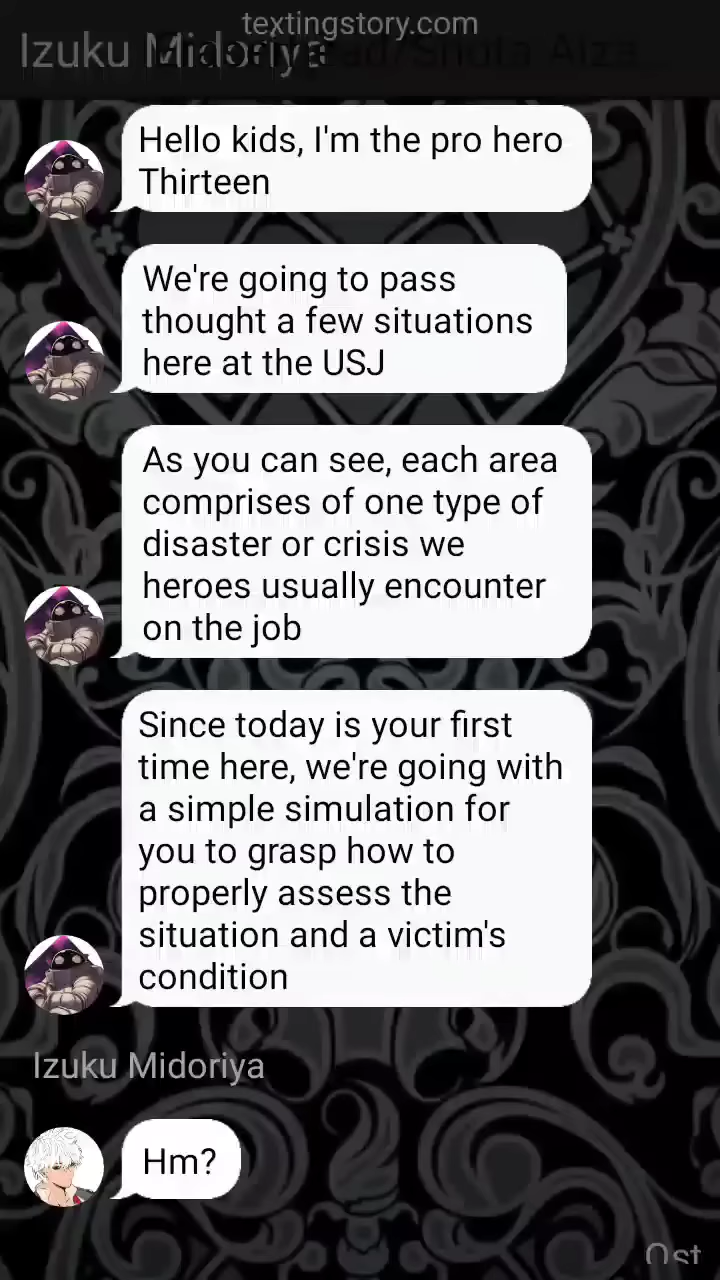 textingstory.com
Izuku Midoriya
Hello kids, I'm the pro hero
Thirteen
We're going to pass
thought a few situations
here at the USJ
As you can see, each area
comprises of one type of
disaster or crisis we
heroes usually encounter
on the job
Since today is your first
time here, we're going with
a simple simulation for
you to grasp how to
properly assess the
situation and a victim's
condition
Izuku Midoriya
Hm?